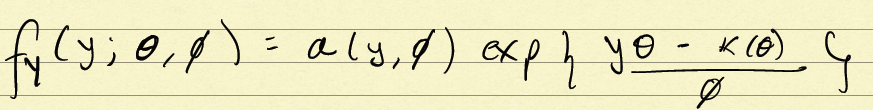 f_Y(y; θ, ϕ) = a(y, ϕ) exp{ (yθ - κ(θ))/ϕ }